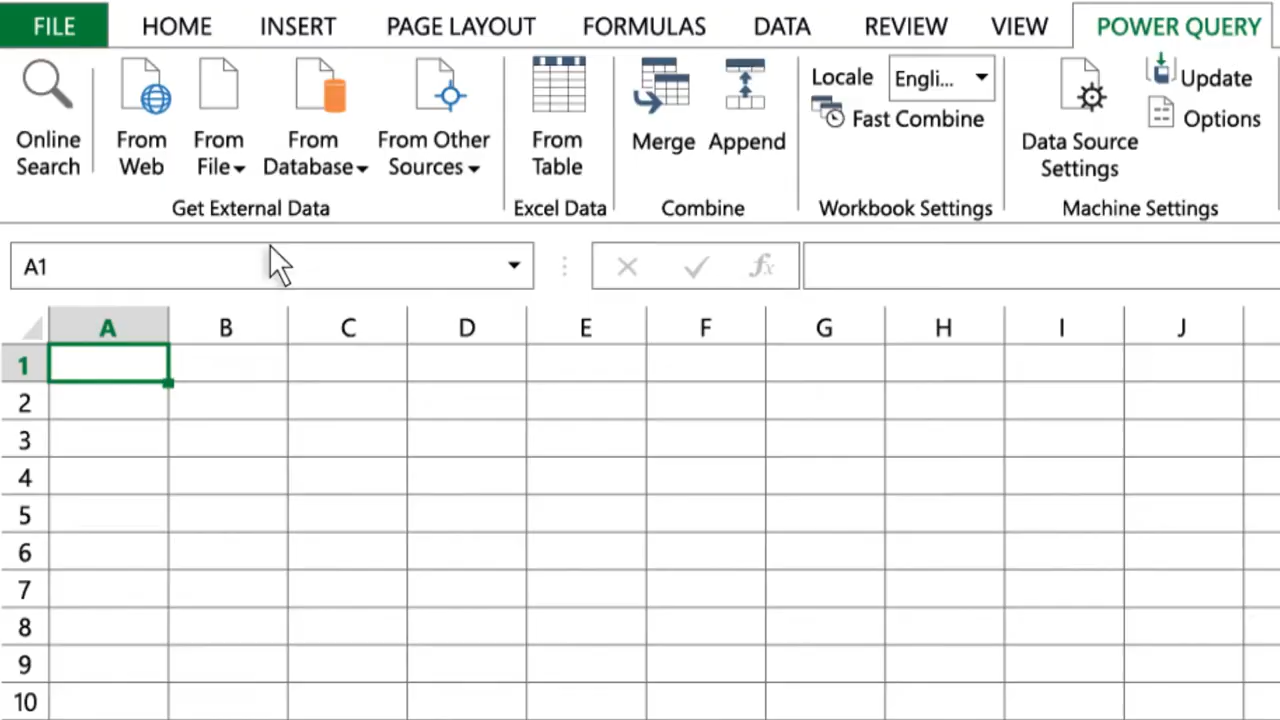 FILE HOME INSERT PAGE LAYOUT FORMULAS DATA REVIEW VIEW POWER QUERY
Online Search
From Web
From File
From Database
From Other Sources
Get External Data
From Table
Excel Data
Merge
Append
Combine
Locale Engli...
Fast Combine
Workbook Settings
Data Source Settings
Update
Options
Machine Settings
A1
fx
A B C D E F G H I J
1
2
3
4
5
6
7
8
9
10